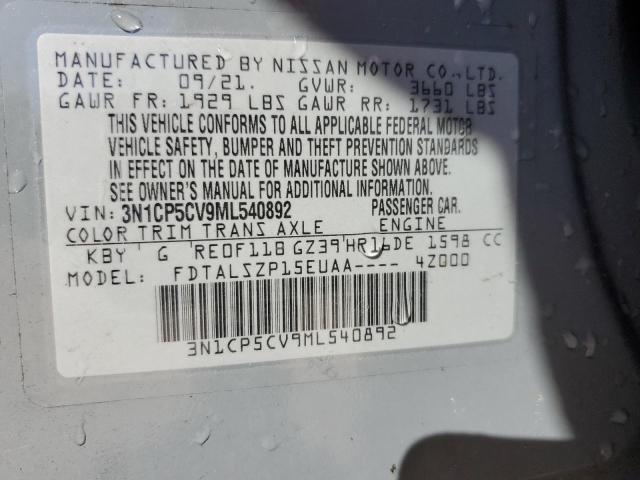 MANUFACTURED BY NISSAN MOTOR CO.,LTD.
DATE: 09/21. GVWR: 3660 LBS
GAWR FR: 1929 LBS GAWR RR: 1731 LBS
THIS VEHICLE CONFORMS TO ALL APPLICABLE FEDERAL MOTOR
VEHICLE SAFETY, BUMPER AND THEFT PREVENTION STANDARDS
IN EFFECT ON THE DATE OF MANUFACTURE SHOWN ABOVE.
SEE OWNER'S MANUAL FOR ADDITIONAL INFORMATION.
VIN: 3N1CP5CV9ML540892 PASSENGER CAR.
COLOR TRIM TRANS AXLE ENGINE
KBY G RE0F11B GZ39 HR16DE 1598 CC
MODEL: FDTALSZP15EUAA---- 4Z000
3N1CP5CV9ML540892